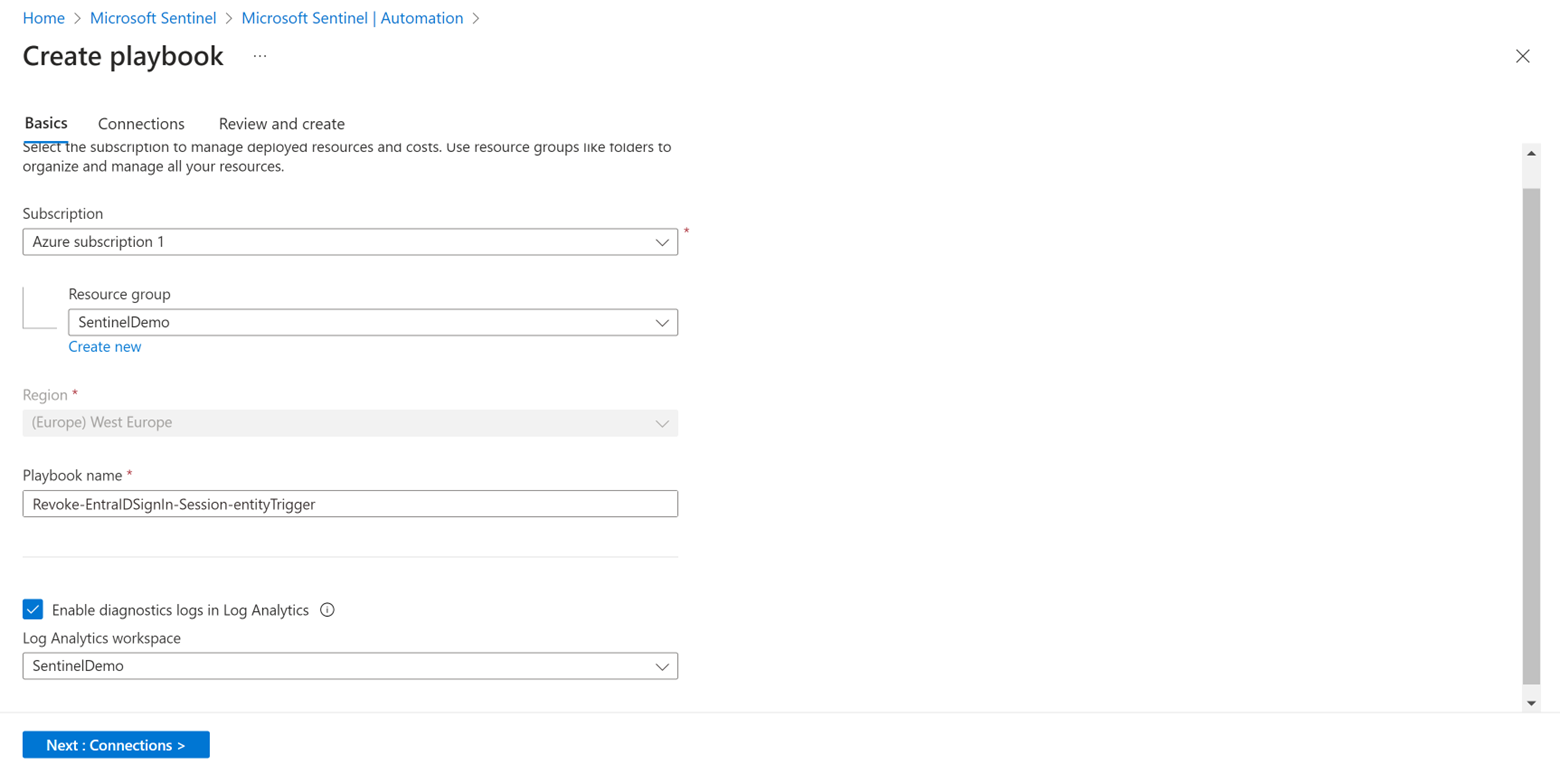 Home > Microsoft Sentinel > Microsoft Sentinel | Automation >
Create playbook ...
Basics Connections Review and create
Select the subscription to manage deployed resources and costs. Use resource groups like folders to
organize and manage all your resources.
Subscription
Azure subscription 1 *
Resource group
SentinelDemo
Create new
Region *
(Europe) West Europe
Playbook name *
Revoke-EntraIDSignIn-Session-entityTrigger
Enable diagnostics logs in Log Analytics
Log Analytics workspace
SentinelDemo
Next : Connections >